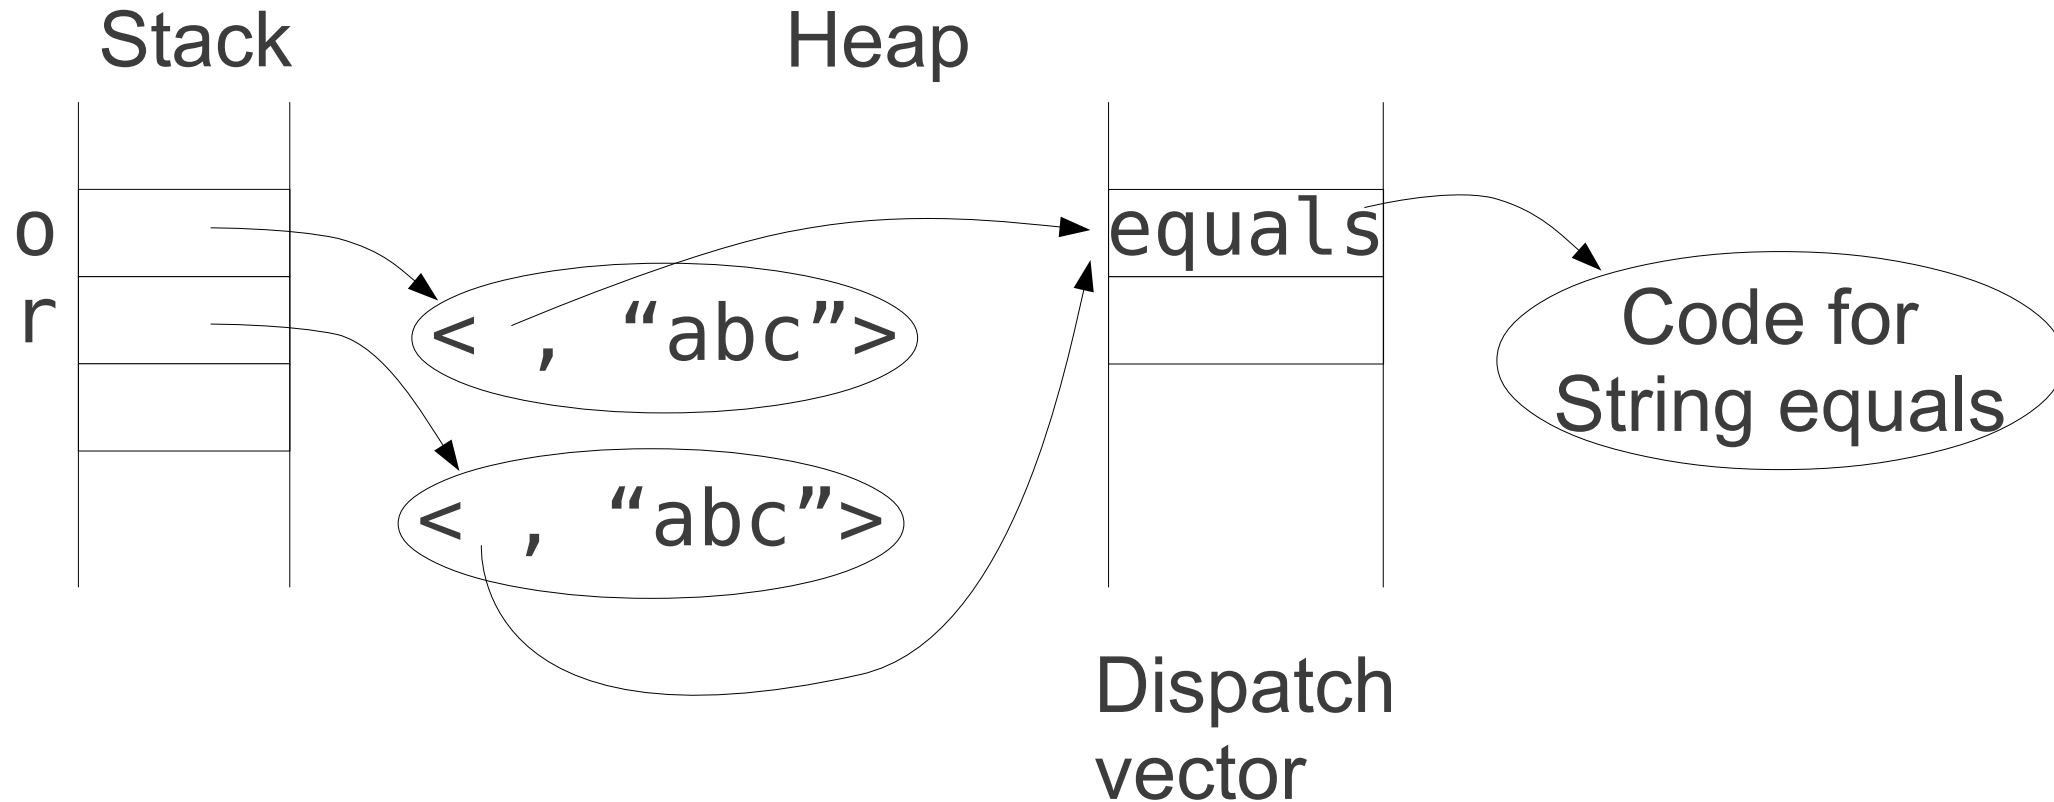 Stack
Heap
o
r
equals
< , “abc”>
< , “abc”>
Code for
String equals
Dispatch
vector